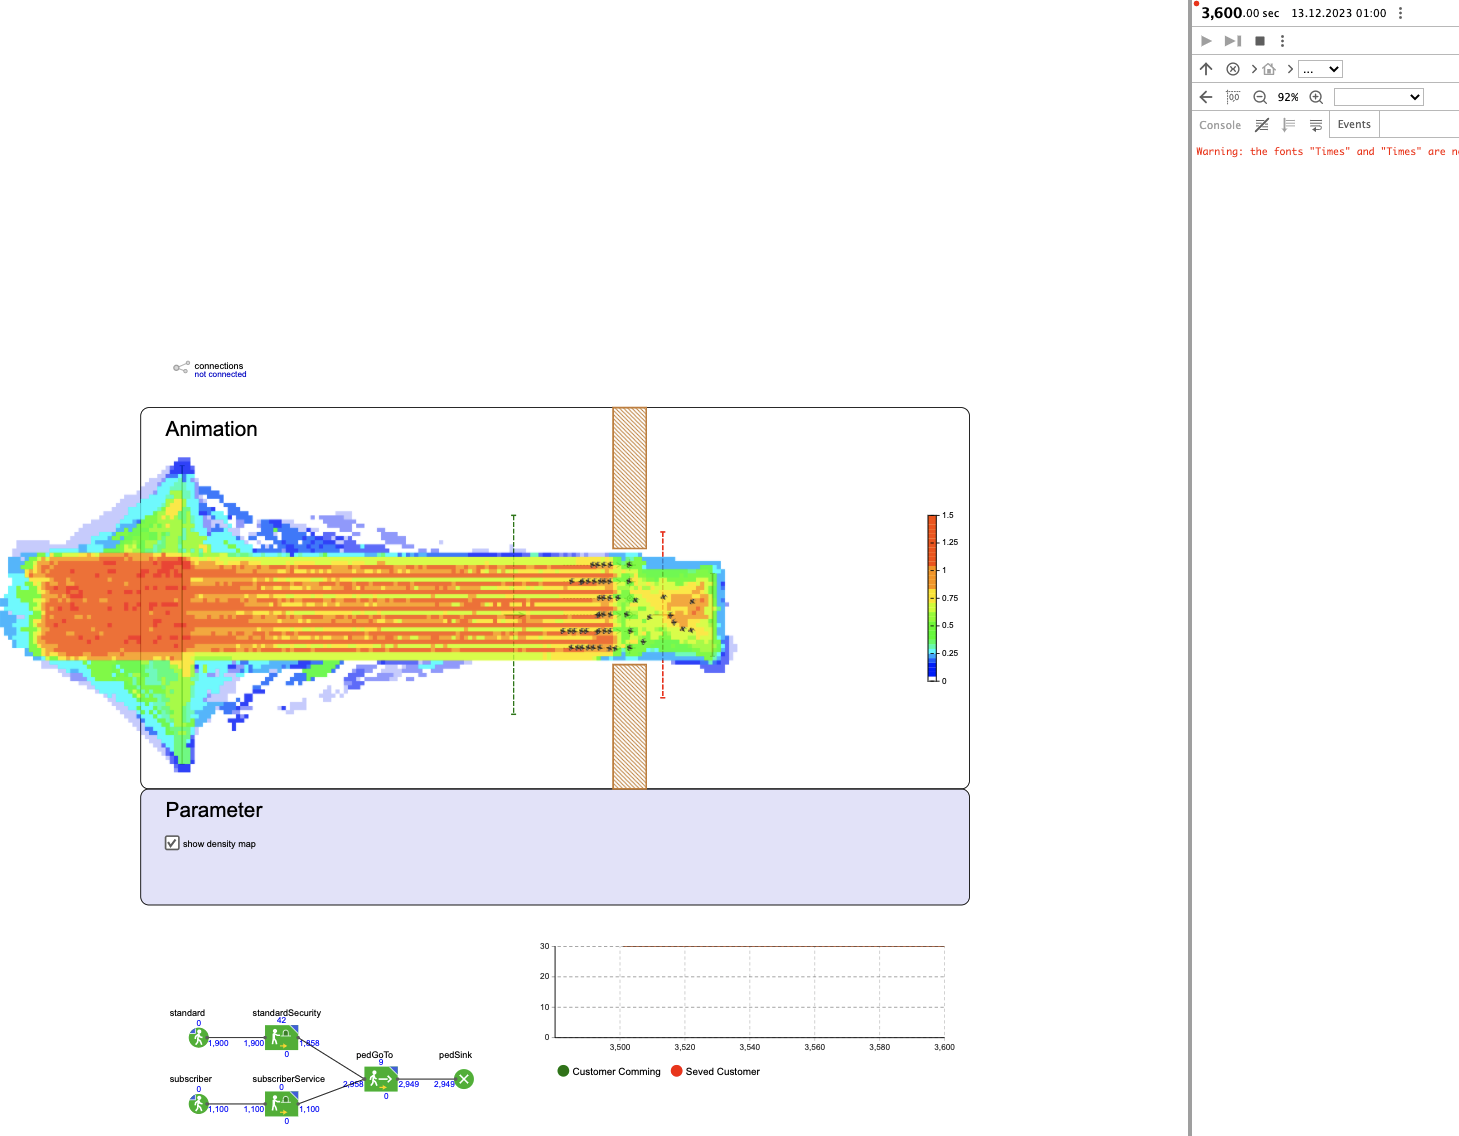 3,600.00 sec 13.12.2023 01:00
...
92%
Console Events
Warning: the fonts "Times" and "Times" are n
connections
not connected
Animation
1.5
1.25
1
0.75
0.5
0.25
0
Parameter
show density map
30
20
10
0
3,500 3,520 3,540 3,560 3,580 3,600
Customer Comming Seved Customer
standard standardSecurity
0 42
1,900 1,900 1,858
0
pedGoTo pedSink
9
2,958 2,949 2,949
0
subscriber subscriberService
0 0
1,100 1,100 1,100
0